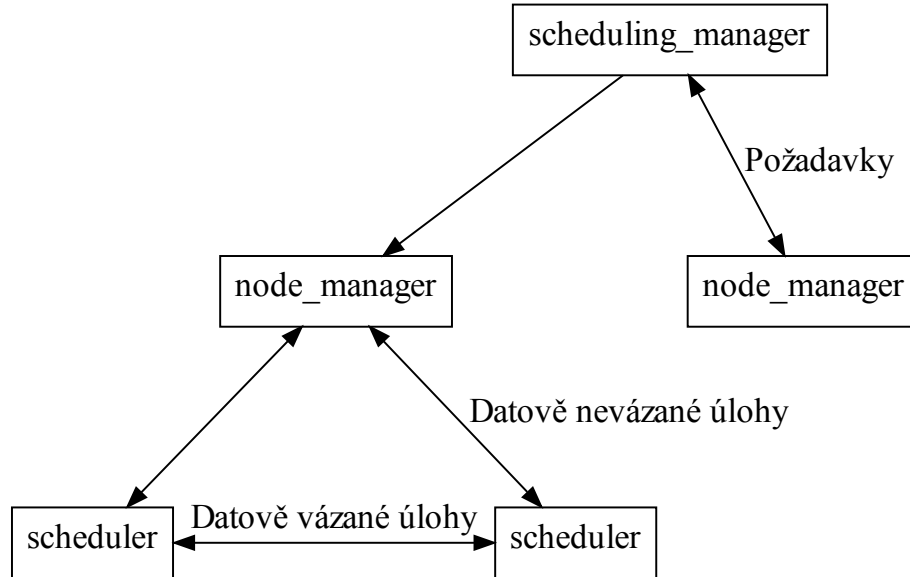 scheduling_manager
Požadavky
node_manager
node_manager
Datově nevázané úlohy
Datově vázané úlohy
scheduler
scheduler